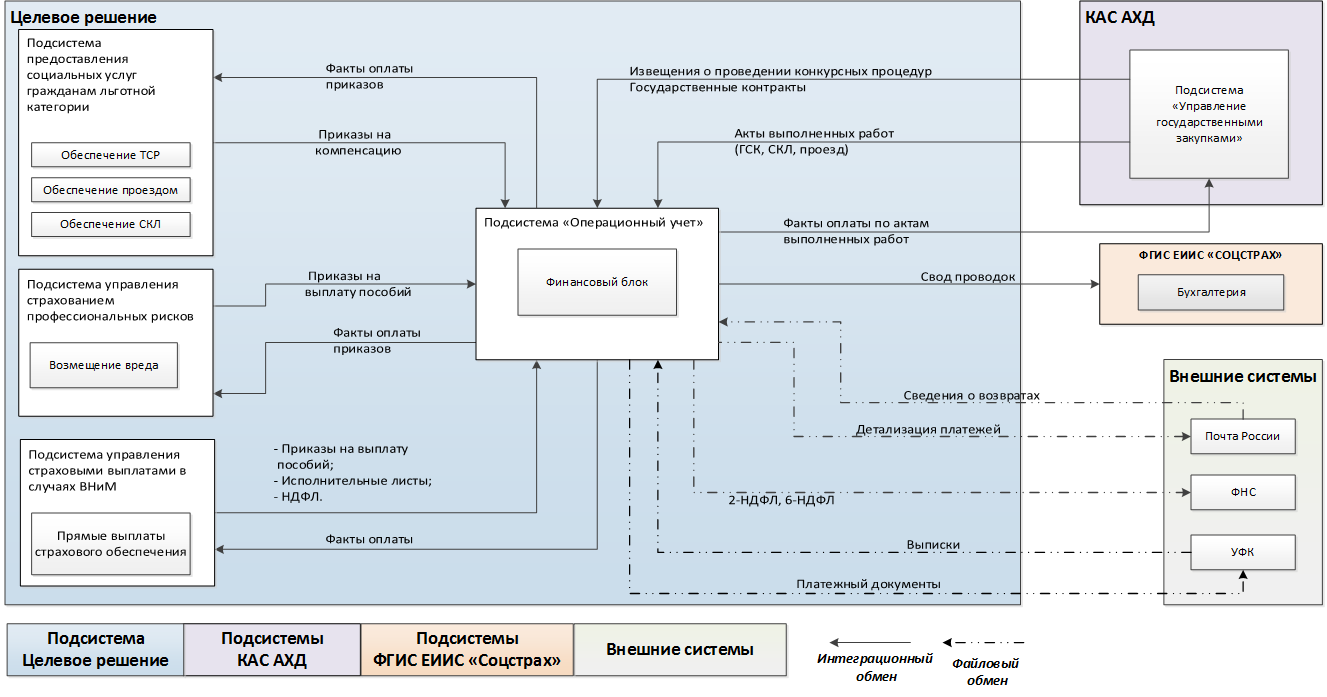 Целевое решение
Подсистема
предоставления
социальных услуг
гражданам льготной
категории
Обеспечение ТСР
Обеспечение проездом
Обеспечение СКЛ
Факты оплаты
приказов
Приказы на
компенсацию
Извещения о проведении конкурсных процедур
Государственные контракты
Акты выполненных работ
(ГСК, СКЛ, проезд)
КАС АХД
Подсистема
«Управление
государственными
закупками»
Подсистема «Операционный учет»
Финансовый блок
Факты оплаты по актам
выполненных работ
Свод проводок
ФГИС ЕИИС «СОЦСТРАХ»
Бухгалтерия
Подсистема управления
страхованием
профессиональных рисков
Возмещение вреда
Приказы на
выплату пособий
Факты оплаты
приказов
Внешние системы
Сведения о возвратах
Детализация платежей
Почта России
2-НДФЛ, 6-НДФЛ
ФНС
Выписки
УФК
Платежный документы
Подсистема управления
страховыми выплатами в
случаях ВНиМ
Прямые выплаты
страхового обеспечения
- Приказы на выплату
пособий;
- Исполнительные листы;
- НДФЛ.
Факты оплаты
Подсистема
Целевое решение
Подсистемы
КАС АХД
Подсистемы
ФГИС ЕИИС «Соцстрах»
Внешние системы
Интеграционный
обмен
Файловый
обмен